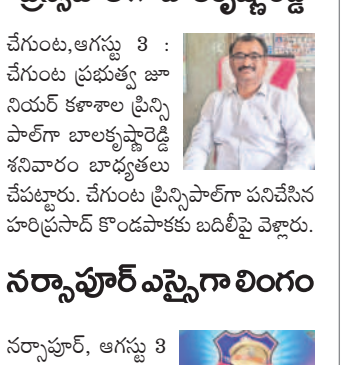 ప్రిన్సిపాల్‌గా బాలకృష్ణారెడ్డి
చేగుంట,ఆగస్టు 3 :
చేగుంట ప్రభుత్వ జూ
నియర్ కళాశాల ప్రిన్సి
పాల్‌గా బాలకృష్ణారెడ్డి
శనివారం బాధ్యతలు
చేపట్టారు. చేగుంట ప్రిన్సిపాల్‌గా పనిచేసిన
హరిప్రసాద్ కొండపాకకు బదిలీపై వెళ్లారు.
నర్సాపూర్ ఎస్సైగా లింగం
నర్సాపూర్, ఆగస్టు 3